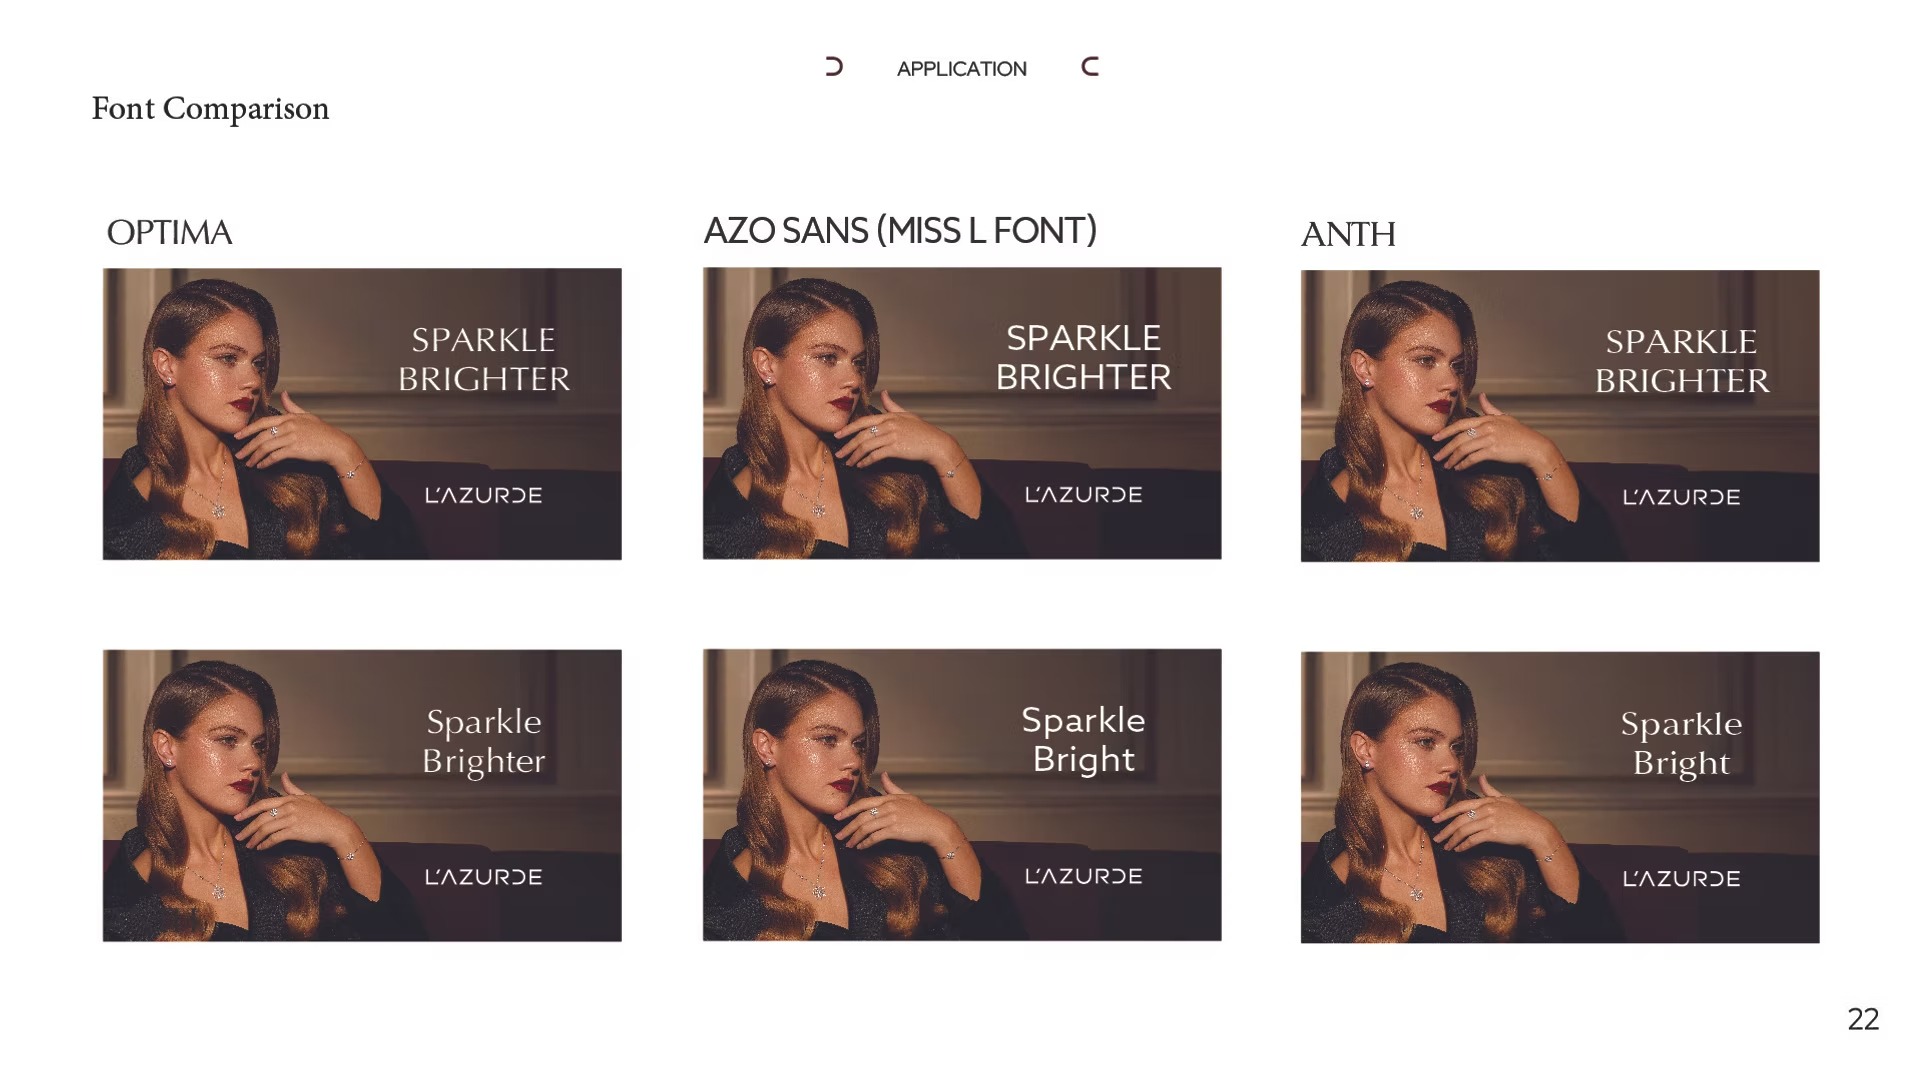 APPLICATION
Font Comparison
OPTIMA
AZO SANS (MISS L FONT)
ANTH
SPARKLE
BRIGHTER
L'AZURDE
SPARKLE
BRIGHTER
L'AZURDE
SPARKLE
BRIGHTER
L'AZURDE
Sparkle
Brighter
L'AZURDE
Sparkle
Bright
L'AZURDE
Sparkle
Bright
L'AZURDE
22